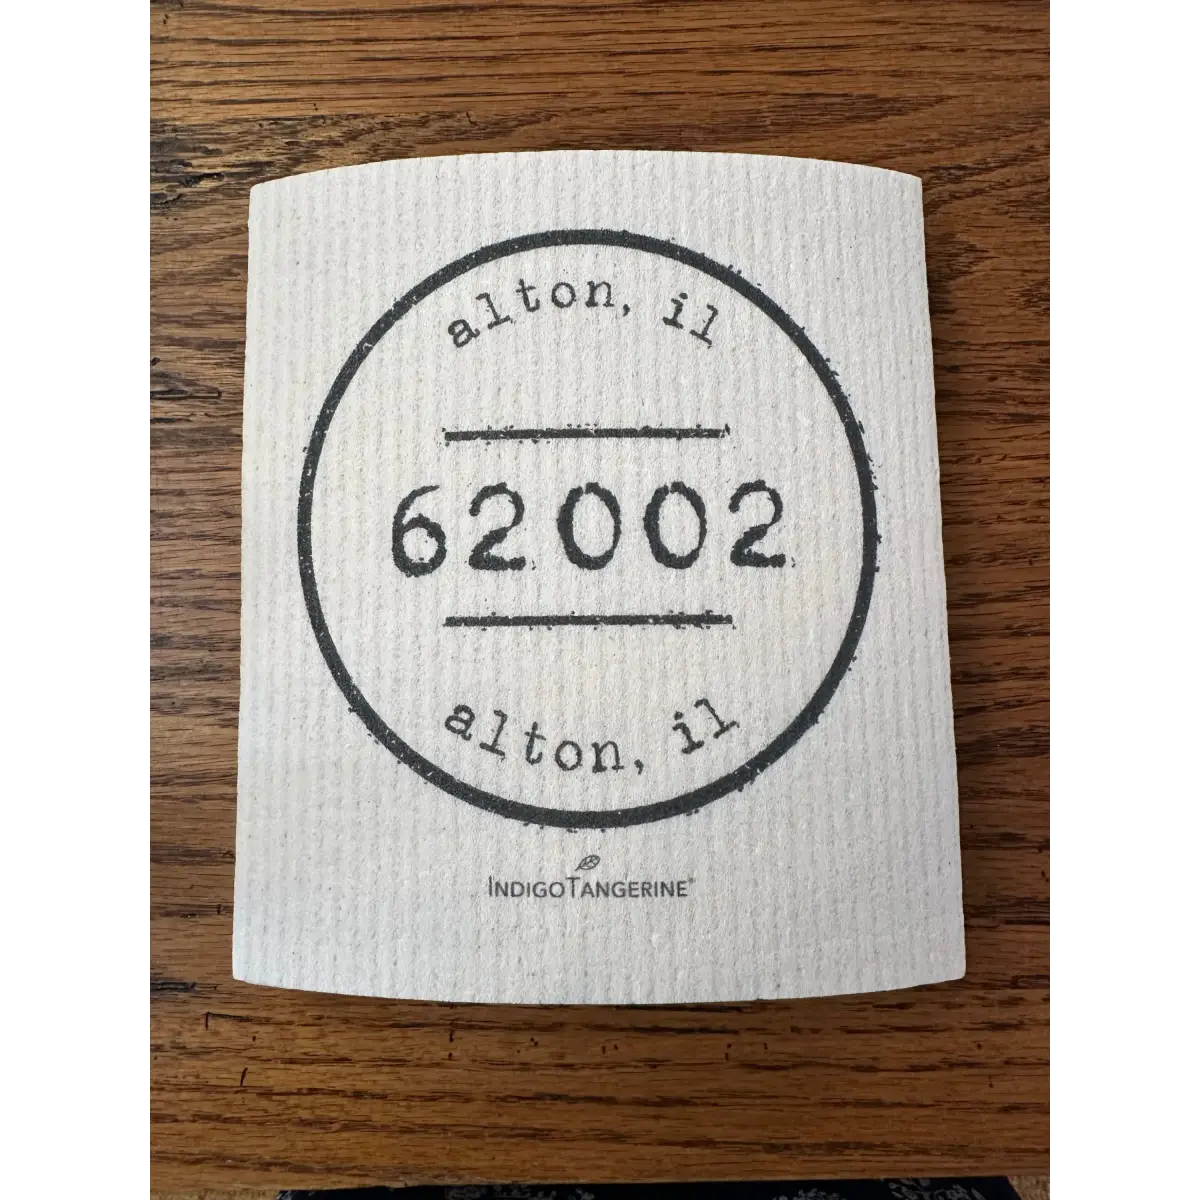 alton, il
62002
alton, il
INDIGOTANGERINE®